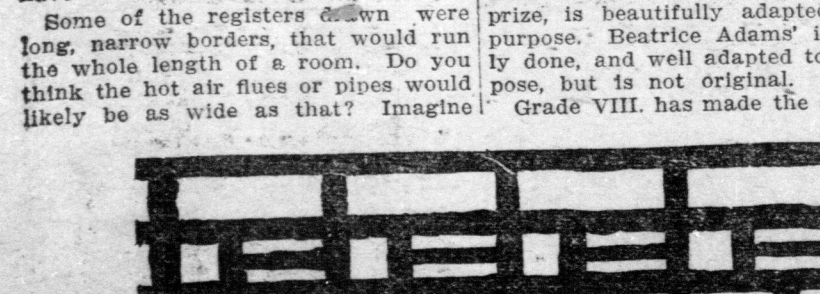 Some of the registers drawn were
long, narrow borders, that would run
the whole length of a room. Do you
think the hot air flues or pipes would
likely be as wide as that? Imagine
prize, is beautifully adapted
purpose. Beatrice Adams'
ly done, and well adapted to
pose, but is not original.
Grade VIII. has made the